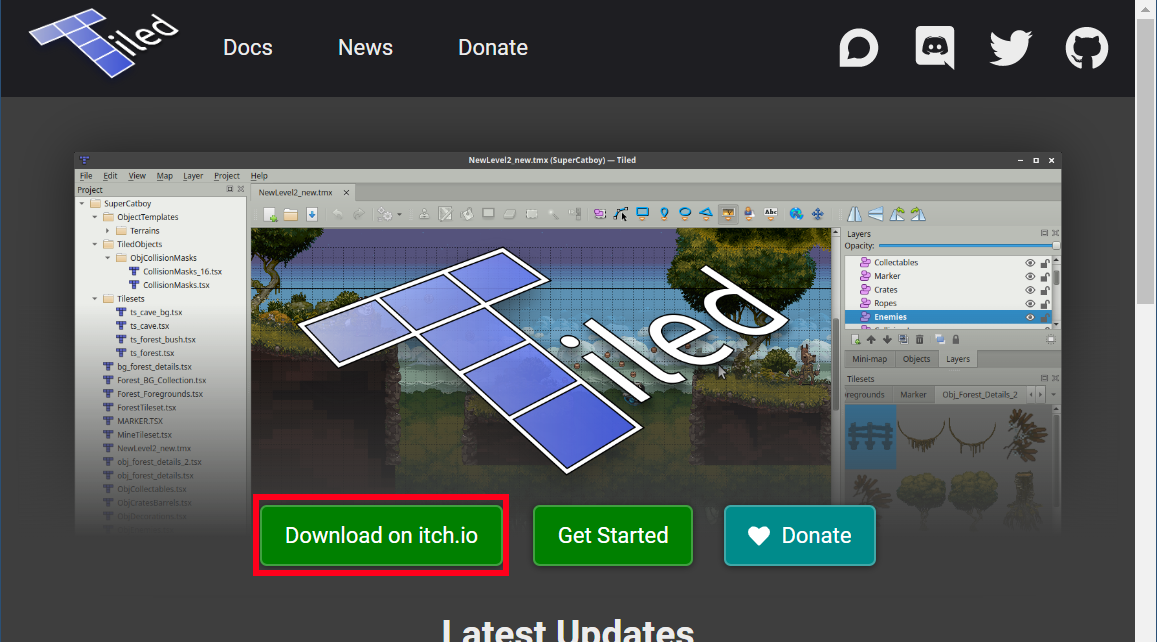 Tiled
Docs
News
Donate
NewLevel2_new.tmx (SuperCatboy) — Tiled
File Edit View Map Layer Project Help
Project
SuperCatboy
ObjectTemplates
Terrains
TiledObjects
ObjCollisionMasks
CollisionMasks_16.tsx
CollisionMasks.tsx
Tilesets
ts_cave_bg.tsx
ts_cave.tsx
ts_forest_bush.tsx
ts_forest.tsx
bg_forest_details.tsx
Forest_BG_Collection.tsx
Forest_Foregrounds.tsx
ForestTileset.tsx
MARKER.TSX
MineTileset.tsx
NewLevel2_new.tmx
obj_forest_details_2.tsx
obj_forest_details.tsx
ObjCollectables.tsx
ObjCratesBarrels.tsx
NewLevel2_new.tmx
Abc
Tiled
Layers
Opacity:
Collectables
Marker
Crates
Ropes
Enemies
Mini-map Objects Layers
Tilesets
regrounds Marker Obj_Forest_Details_2
Download on itch.io
Get Started
Donate
Latest Updates